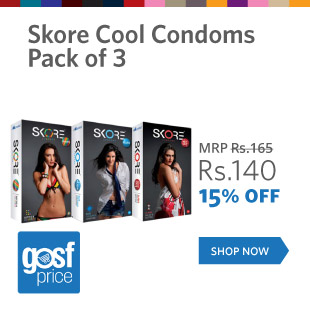 Skore Cool Condoms
Pack of 3
SKORE
SKORE
SKORE
MRP Rs.165
Rs.140
15% OFF
gosf
price
SHOP NOW